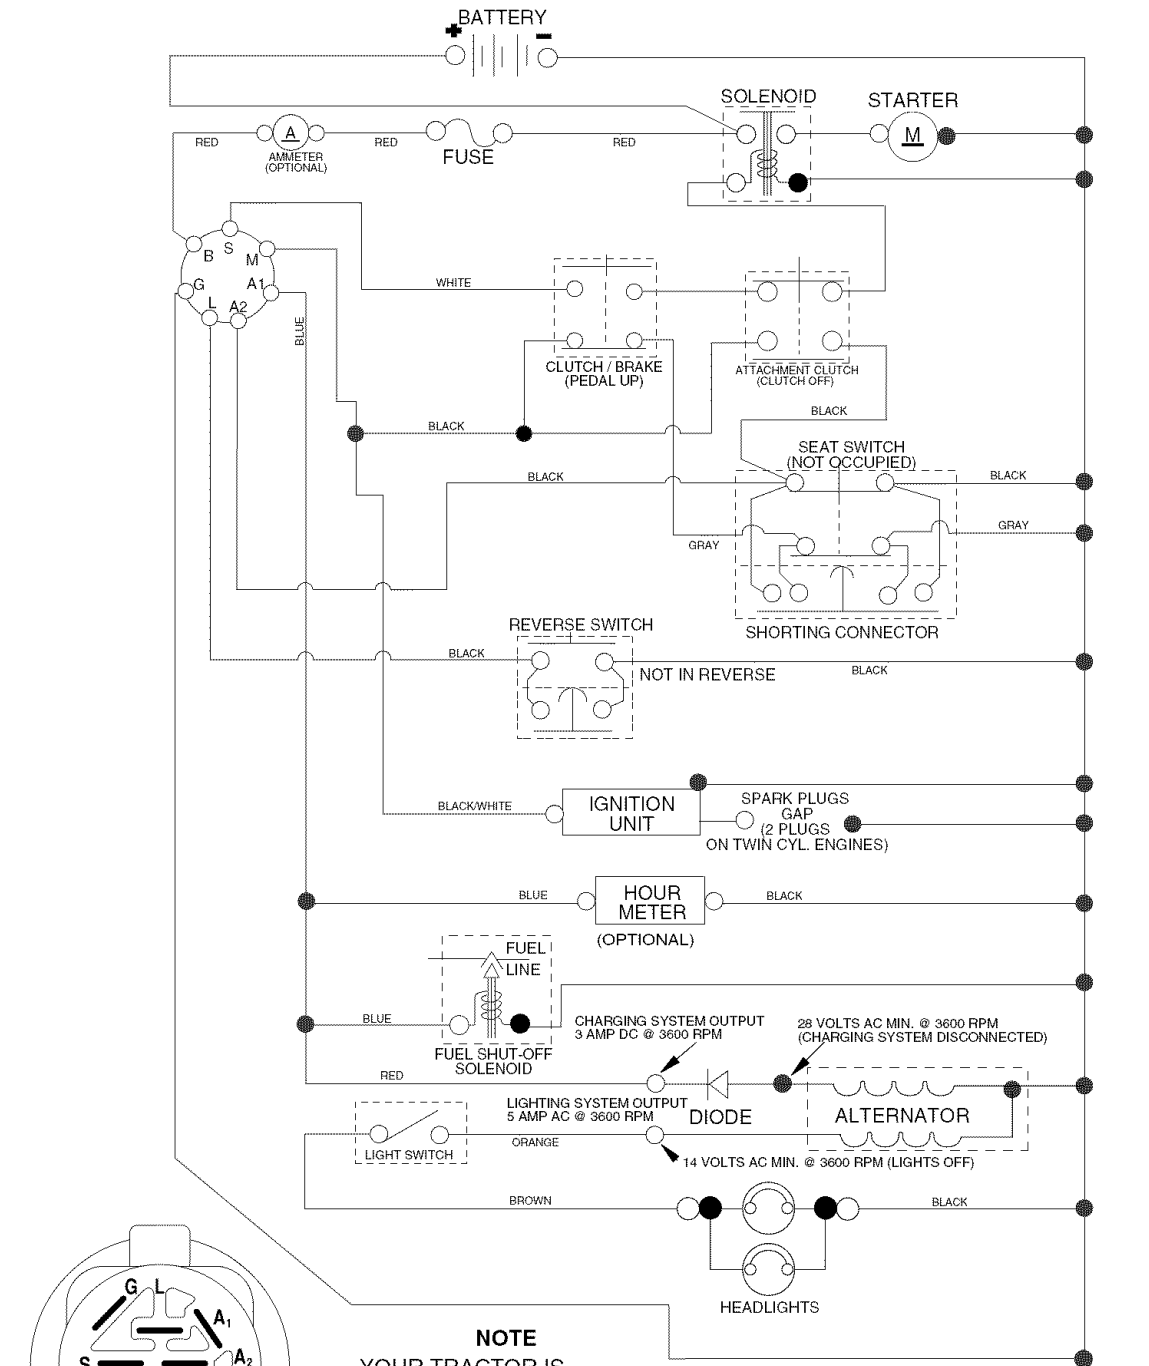 BATTERY
+
-
SOLENOID
STARTER
RED
A
RED
FUSE
RED
M
AMMETER
(OPTIONAL)
B
S
M
G
A1
L
A2
WHITE
BLUE
CLUTCH / BRAKE
(PEDAL UP)
ATTACHMENT CLUTCH
(CLUTCH OFF)
BLACK
BLACK
SEAT SWITCH
(NOT OCCUPIED)
BLACK
BLACK
GRAY
GRAY
SHORTING CONNECTOR
REVERSE SWITCH
BLACK
NOT IN REVERSE
BLACK
BLACK/WHITE
IGNITION
UNIT
SPARK PLUGS
GAP
(2 PLUGS
ON TWIN CYL. ENGINES)
BLUE
HOUR
METER
BLACK
(OPTIONAL)
FUEL
LINE
BLUE
FUEL SHUT-OFF
SOLENOID
CHARGING SYSTEM OUTPUT
3 AMP DC @ 3600 RPM
28 VOLTS AC MIN. @ 3600 RPM
(CHARGING SYSTEM DISCONNECTED)
RED
LIGHTING SYSTEM OUTPUT
5 AMP AC @ 3600 RPM
DIODE
ALTERNATOR
LIGHT SWITCH
ORANGE
14 VOLTS AC MIN. @ 3600 RPM (LIGHTS OFF)
BROWN
BLACK
HEADLIGHTS
G
L
A1
A2
S
NOTE
YOUR TRACTOR IS